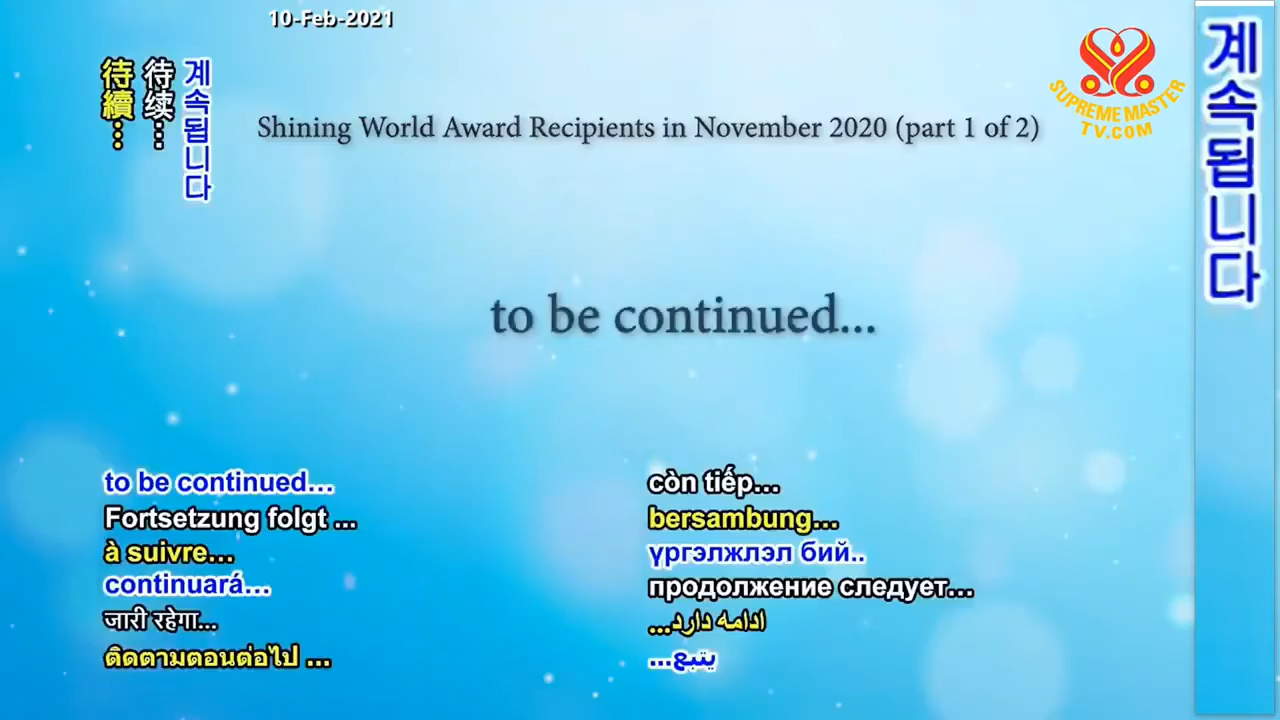 10-Feb-2021
待續...
待续...
계속됩니다
Shining World Award Recipients in November 2020 (part 1 of 2)
SUPREME MASTER
TV.COM
계속됩니다
to be continued...
to be continued...
Fortsetzung folgt ...
à suivre...
continuará...
जारी रहेगा...
ติดตามตอนต่อไป ...
còn tiếp...
bersambung...
үргэлжлэл бий..
продолжение следует...
ادامه دارد...
يتبع...